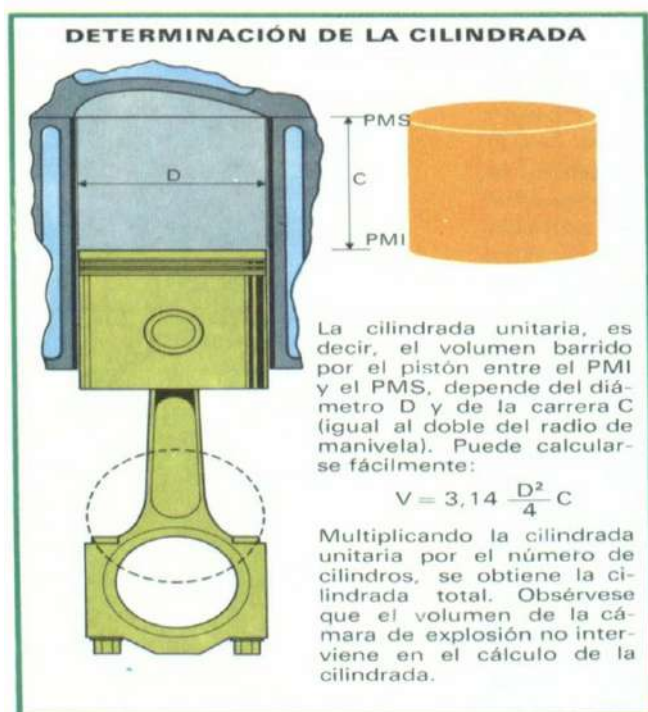 DETERMINACIÓN DE LA CILINDRADA
PMS
D
C
PMI
La cilindrada unitaria, es
decir, el volumen barrido
por el pistón entre el PMI
y el PMS, depende del diá-
metro D y de la carrera C
(igual al doble del radio de
manivela). Puede calcular-
se fácilmente:
V = 3,14 D²/4 C
Multiplicando la cilindrada
unitaria por el número de
cilindros, se obtiene la ci-
lindrada total. Obsérvese
que el volumen de la cá-
mara de explosión no inter-
viene en el cálculo de la
cilindrada.